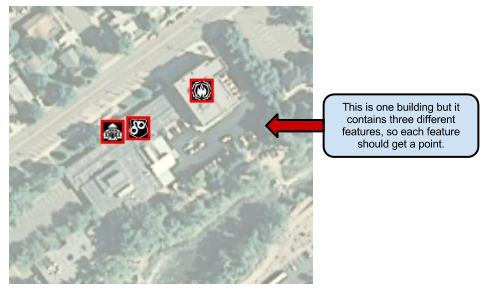 This is one building but it
contains three different
features, so each feature
should get a point.